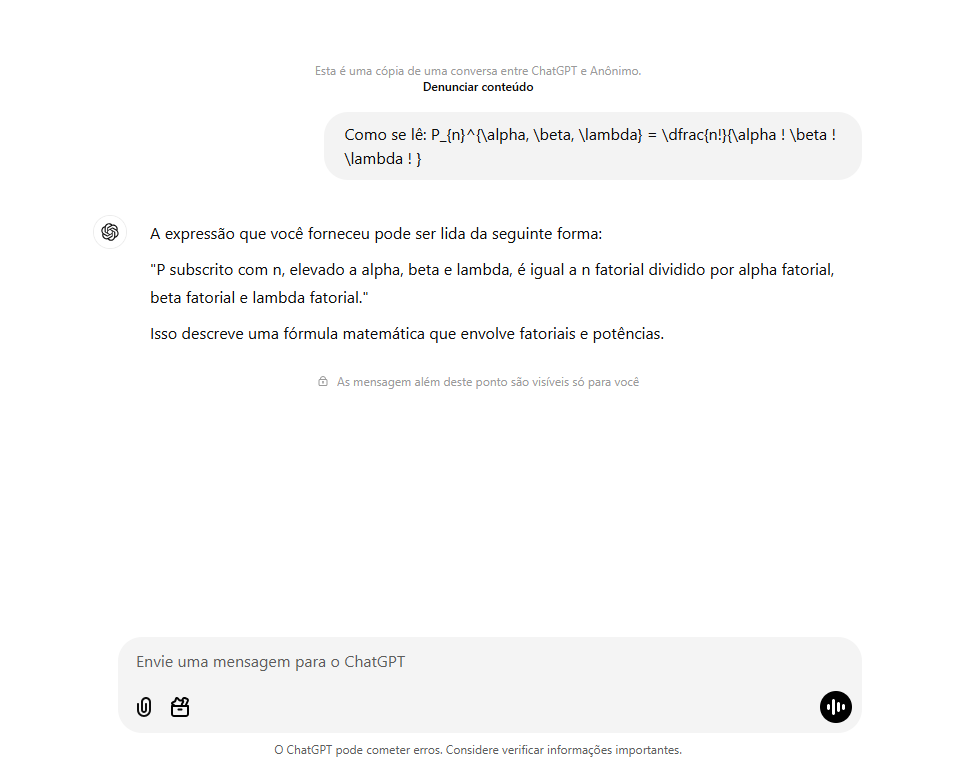 Esta é uma cópia de uma conversa entre ChatGPT e Anônimo.
Denunciar conteúdo
Como se lê: P_{n}^{\alpha, \beta, \lambda} = \dfrac{n!}{\alpha ! \beta !
\lambda ! }
A expressão que você forneceu pode ser lida da seguinte forma:
"P subscrito com n, elevado a alpha, beta e lambda, é igual a n fatorial dividido por alpha fatorial,
beta fatorial e lambda fatorial."
Isso descreve uma fórmula matemática que envolve fatoriais e potências.
As mensagem além deste ponto são visíveis só para você
Envie uma mensagem para o ChatGPT
O ChatGPT pode cometer erros. Considere verificar informações importantes.